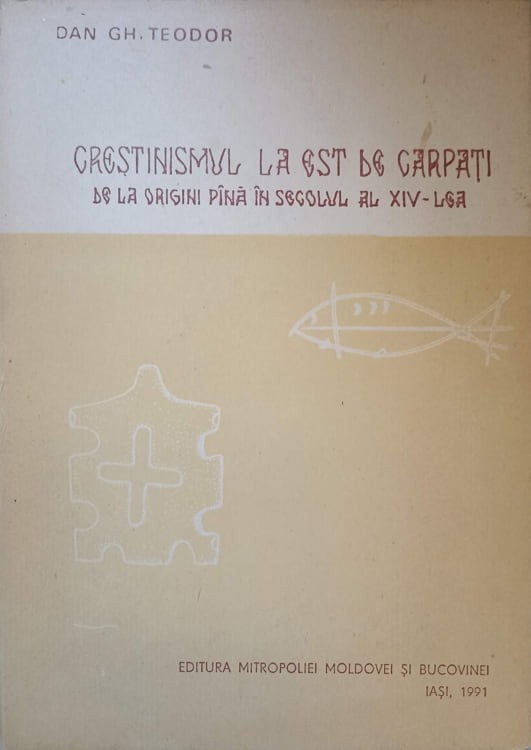 DAN GH. TEODOR
CREȘTINISMUL LA EST DE CARPAȚI
DE LA ORIGINI PÎNĂ ÎN SECOLUL AL XIV-LEA
EDITURA MITROPOLIEI MOLDOVEI ȘI BUCOVINEI
IAȘI, 1991